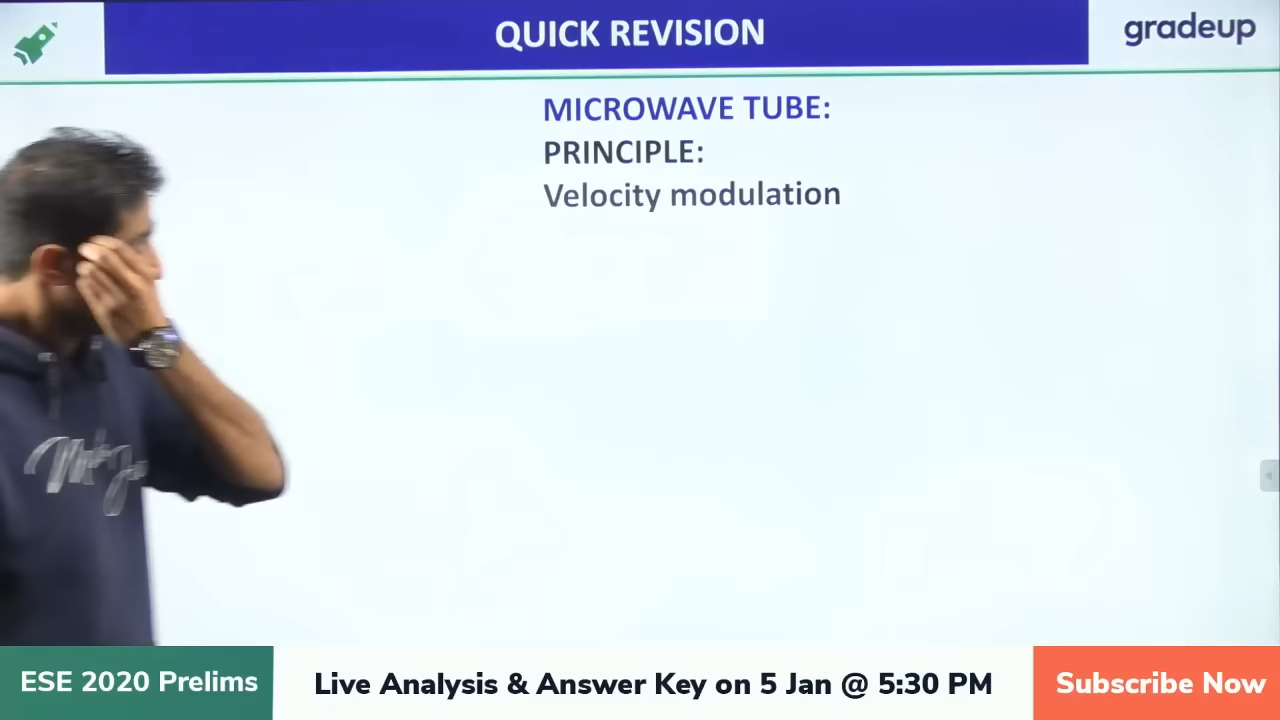 QUICK REVISION
gradeup
MICROWAVE TUBE:
PRINCIPLE:
Velocity modulation
ESE 2020 Prelims
Live Analysis & Answer Key on 5 Jan @ 5:30 PM
Subscribe Now